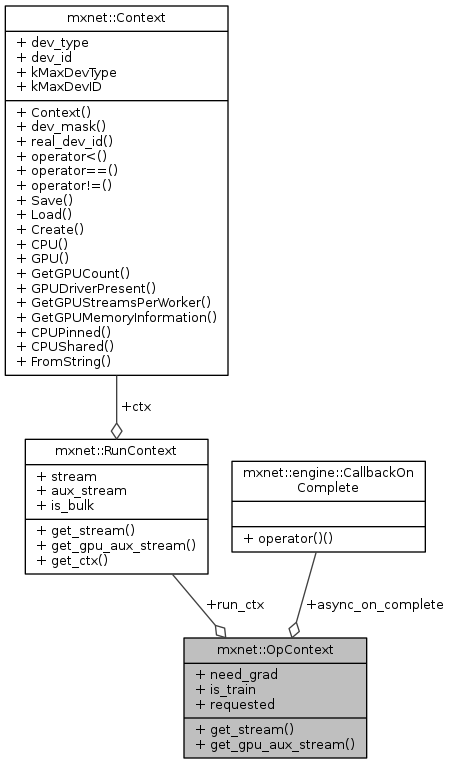 mxnet::Context
+ dev_type
+ dev_id
+ kMaxDevType
+ kMaxDevID
+ Context()
+ dev_mask()
+ real_dev_id()
+ operator<()
+ operator==()
+ operator!=()
+ Save()
+ Load()
+ Create()
+ CPU()
+ GPU()
+ GetGPUCount()
+ GPUDriverPresent()
+ GetGPUStreamsPerWorker()
+ GetGPUMemoryInformation()
+ CPUPinned()
+ CPUShared()
+ FromString()
+ctx
mxnet::RunContext
+ stream
+ aux_stream
+ is_bulk
+ get_stream()
+ get_gpu_aux_stream()
+ get_ctx()
mxnet::engine::CallbackOn
Complete
+ operator()()
+run_ctx
+async_on_complete
mxnet::OpContext
+ need_grad
+ is_train
+ requested
+ get_stream()
+ get_gpu_aux_stream()